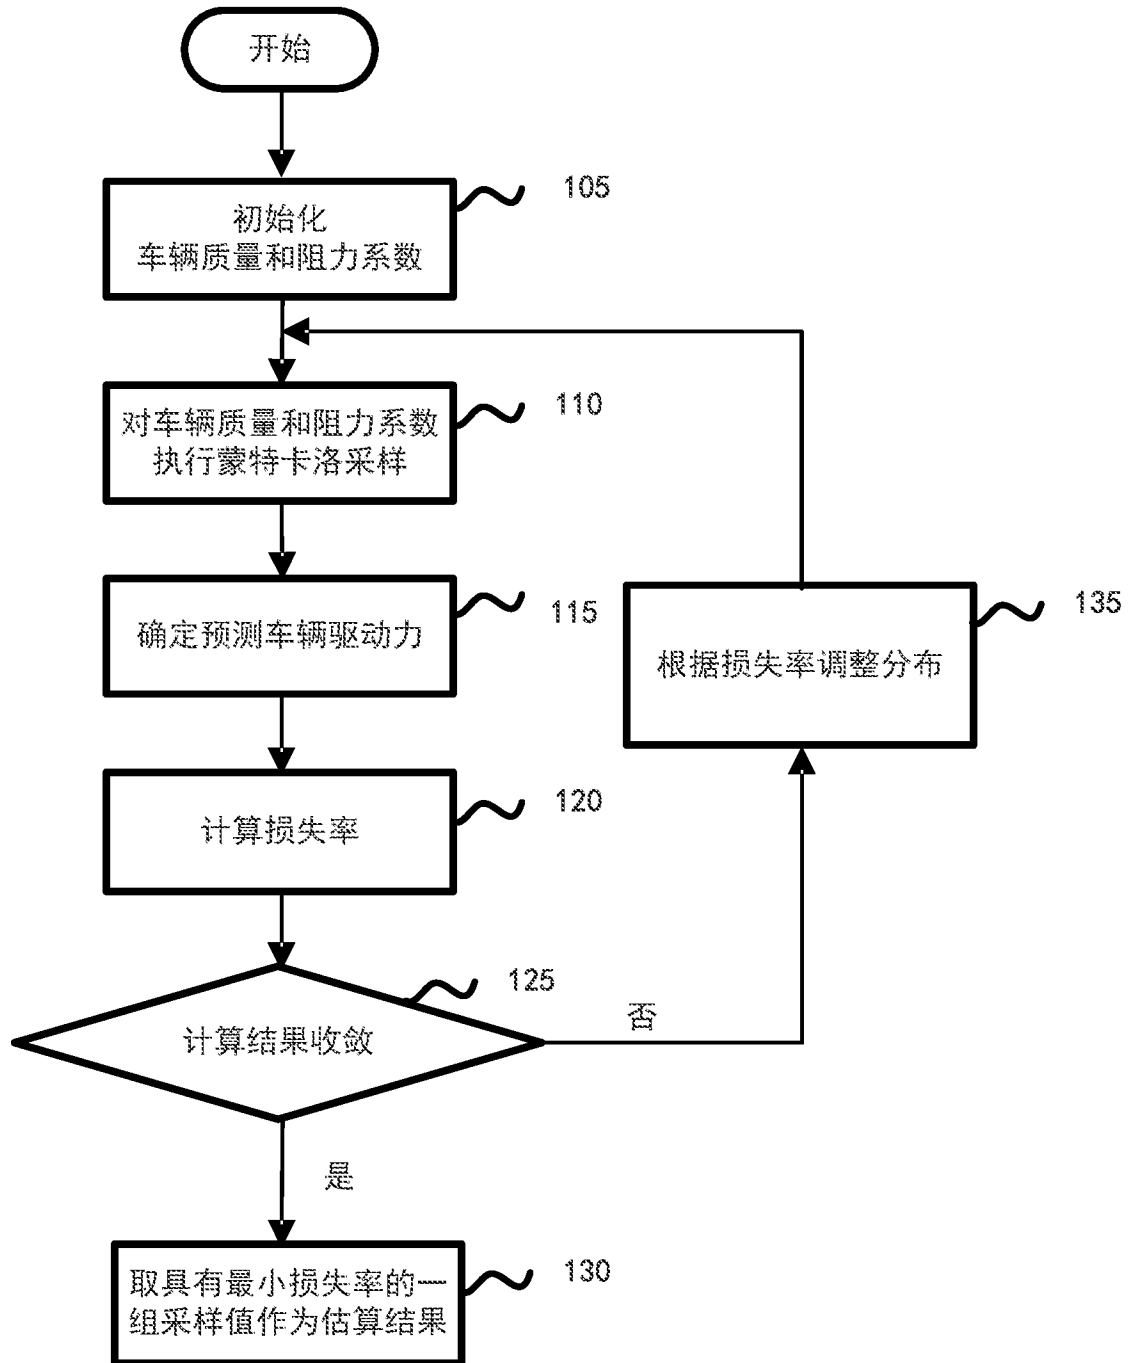 开始
105
初始化
车辆质量和阻力系数
110
对车辆质量和阻力系数
执行蒙特卡洛采样
115
确定预测车辆驱动力
135
根据损失率调整分布
120
计算损失率
125
计算结果收敛
否
是
130
取具有最小损失率的一
组采样值作为估算结果